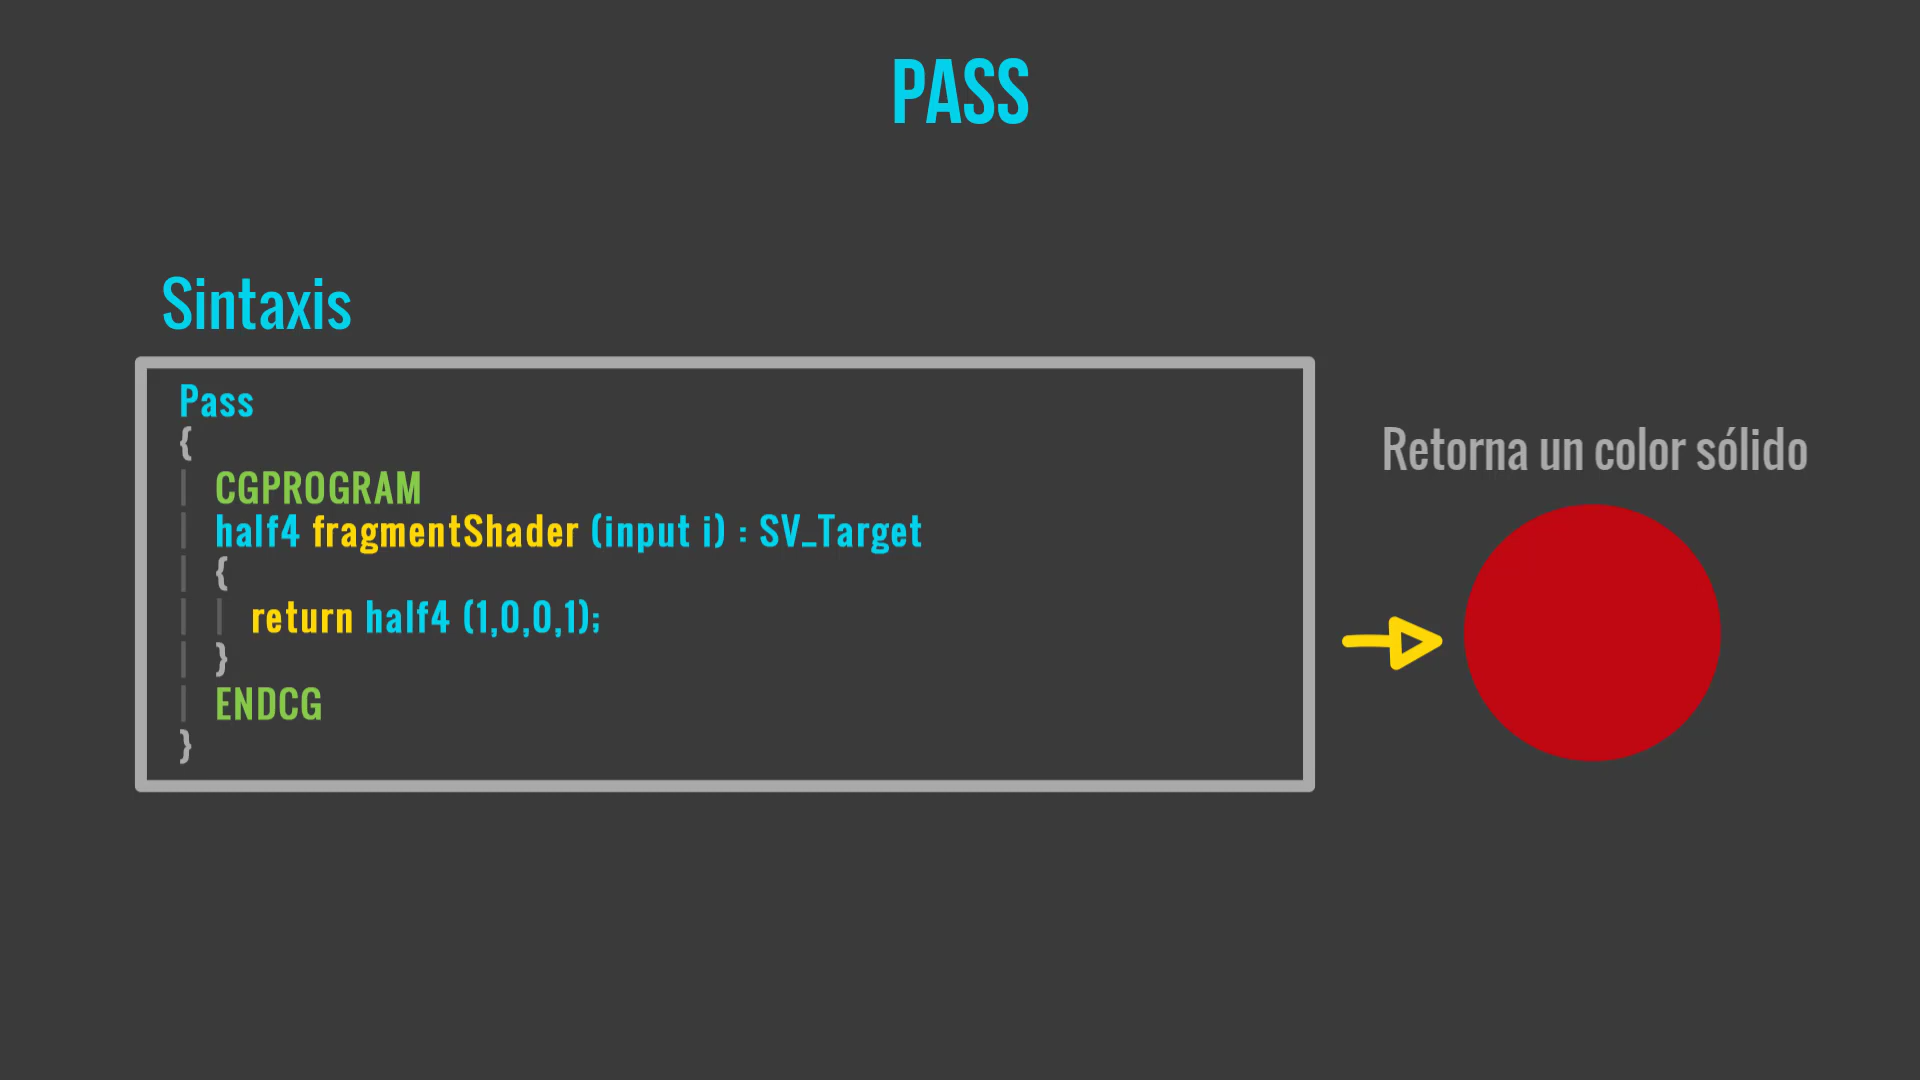 PASS
Sintaxis
Pass
{
CGPROGRAM
half4 fragmentShader (input i) : SV_Target
{
return half4 (1,0,0,1);
}
ENDCG
}
Retorna un color sólido